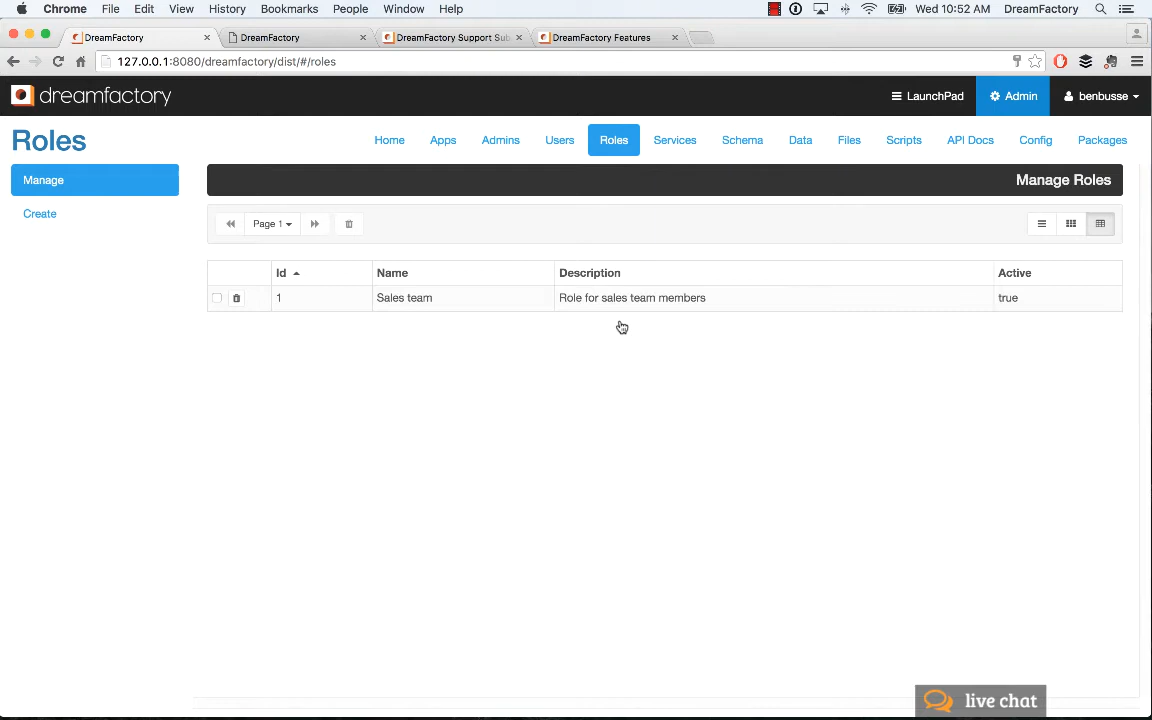 Chrome File Edit View History Bookmarks People Window Help Wed 10:52 AM DreamFactory
DreamFactory DreamFactory DreamFactory Support Sub DreamFactory Features
127.0.0.1:8080/dreamfactory/dist/#/roles
dreamfactory LaunchPad Admin benbusse
Roles Home Apps Admins Users Roles Services Schema Data Files Scripts API Docs Config Packages
Manage Manage Roles
Create Page 1
Id Name Description Active
1 Sales team Role for sales team members true
live chat